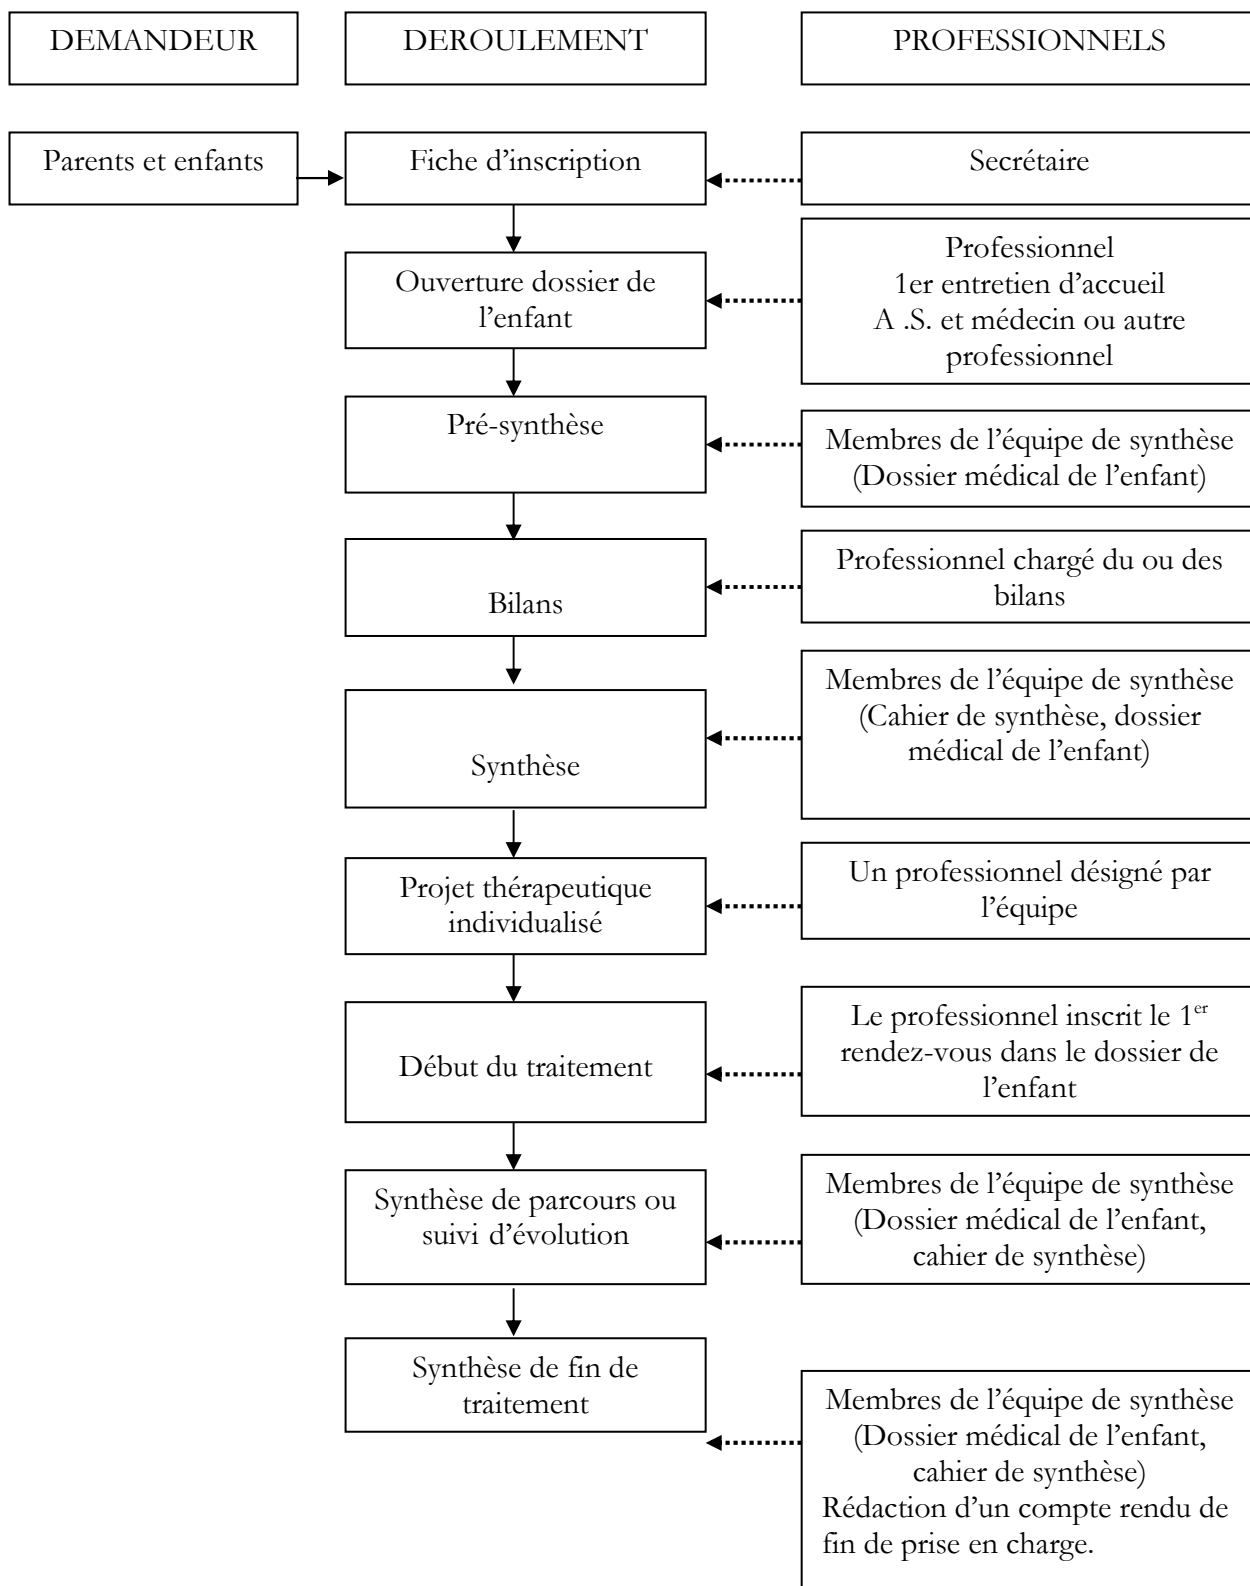 DEMANDEUR
DEROULEMENT
PROFESSIONNELS
Parents et enfants
Fiche d’inscription
Secrétaire
Ouverture dossier de
l’enfant
Professionnel
1er entretien d’accueil
A .S. et médecin ou autre
professionnel
Pré-synthèse
Membres de l’équipe de synthèse
(Dossier médical de l’enfant)
Bilans
Professionnel chargé du ou des
bilans
Synthèse
Membres de l’équipe de synthèse
(Cahier de synthèse, dossier
médical de l’enfant)
Projet thérapeutique
individualisé
Un professionnel désigné par
l’équipe
Début du traitement
Le professionnel inscrit le 1er
rendez-vous dans le dossier de
l’enfant
Synthèse de parcours ou
suivi d’évolution
Membres de l’équipe de synthèse
(Dossier médical de l’enfant,
cahier de synthèse)
Synthèse de fin de
traitement
Membres de l’équipe de synthèse
(Dossier médical de l’enfant,
cahier de synthèse)
Rédaction d’un compte rendu de
fin de prise en charge.